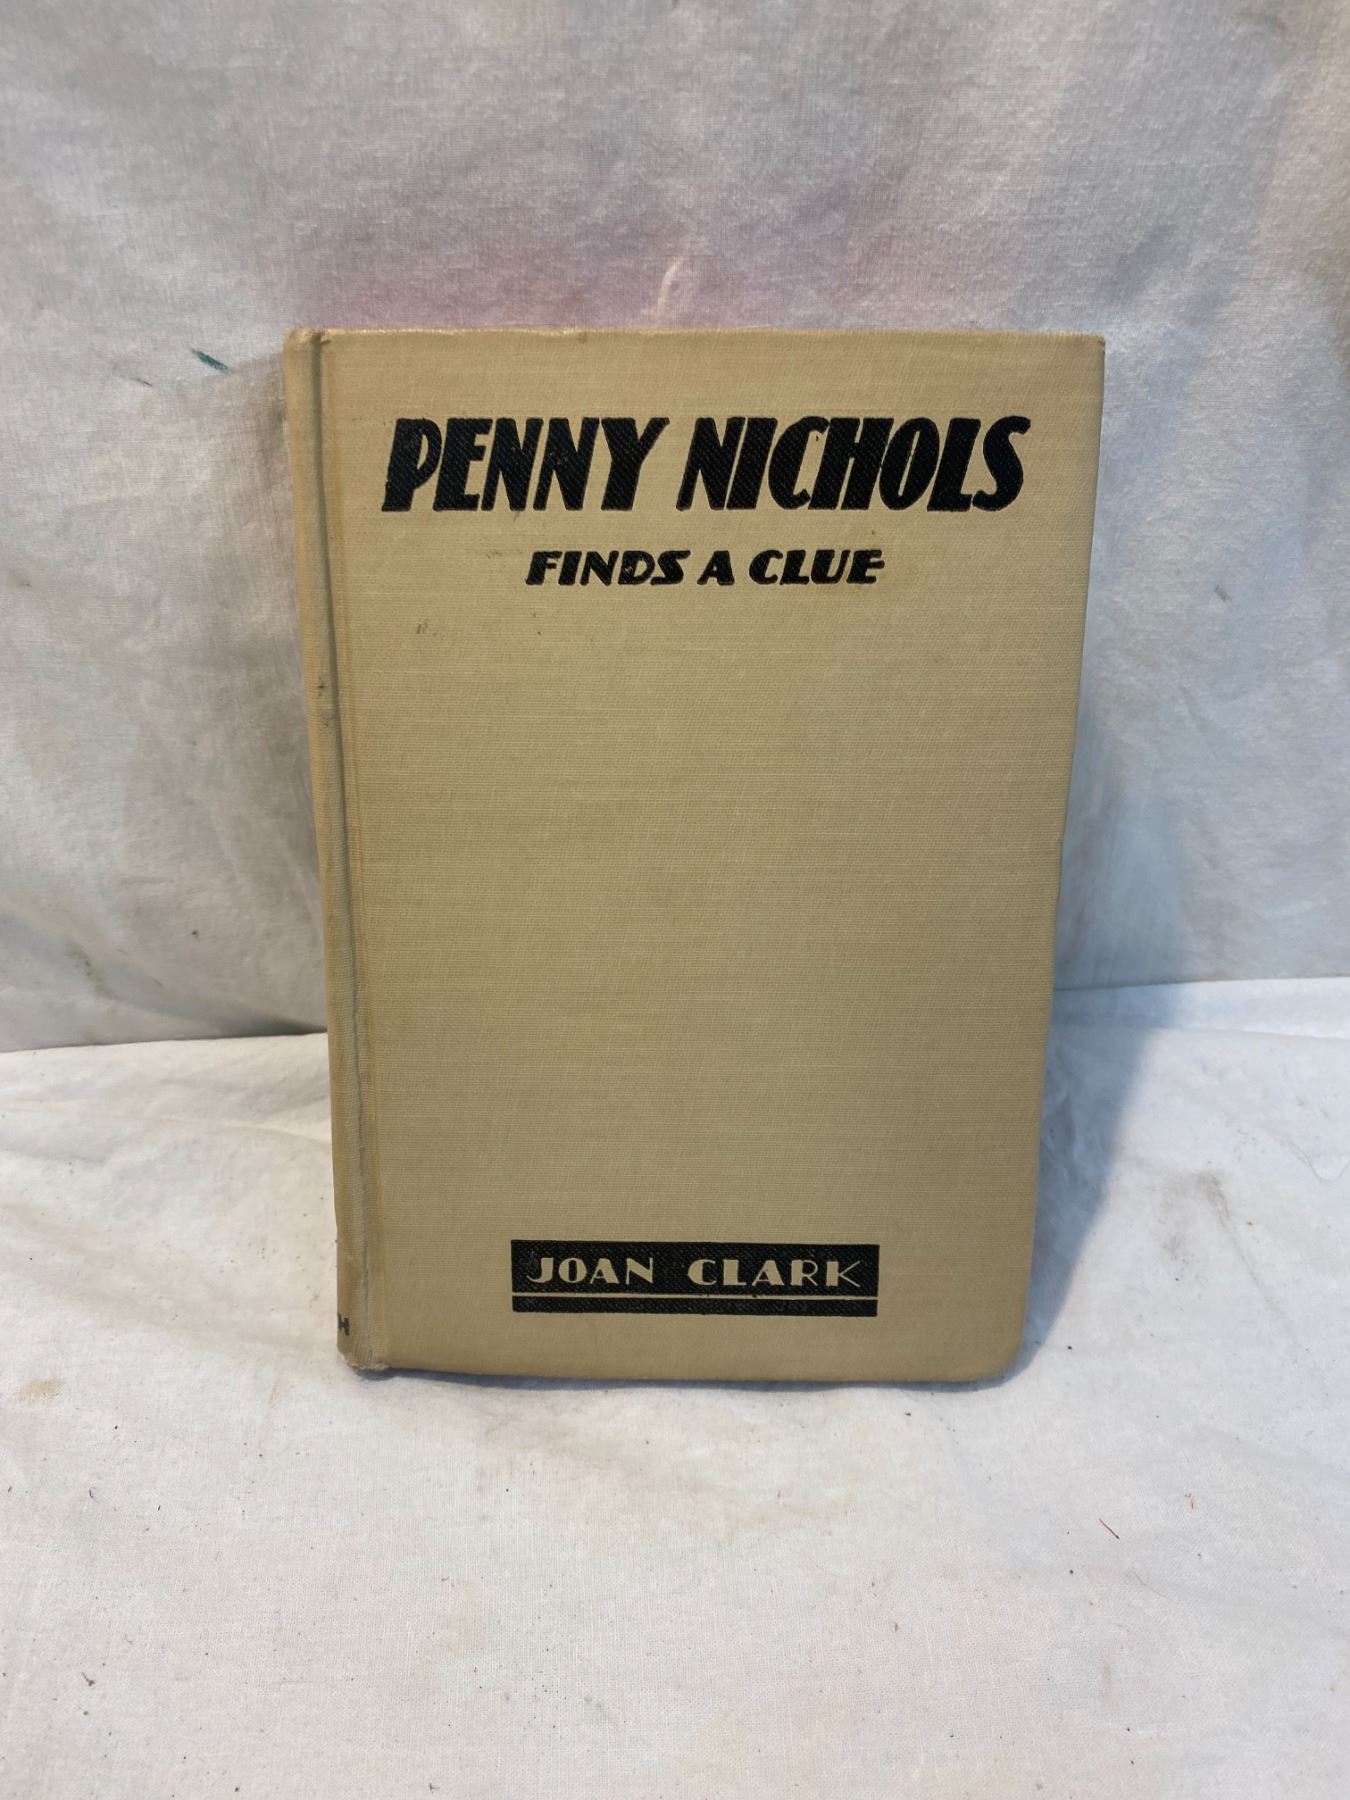 PENNY NICHOLS
FINDS A CLUE
JOAN CLARK
H